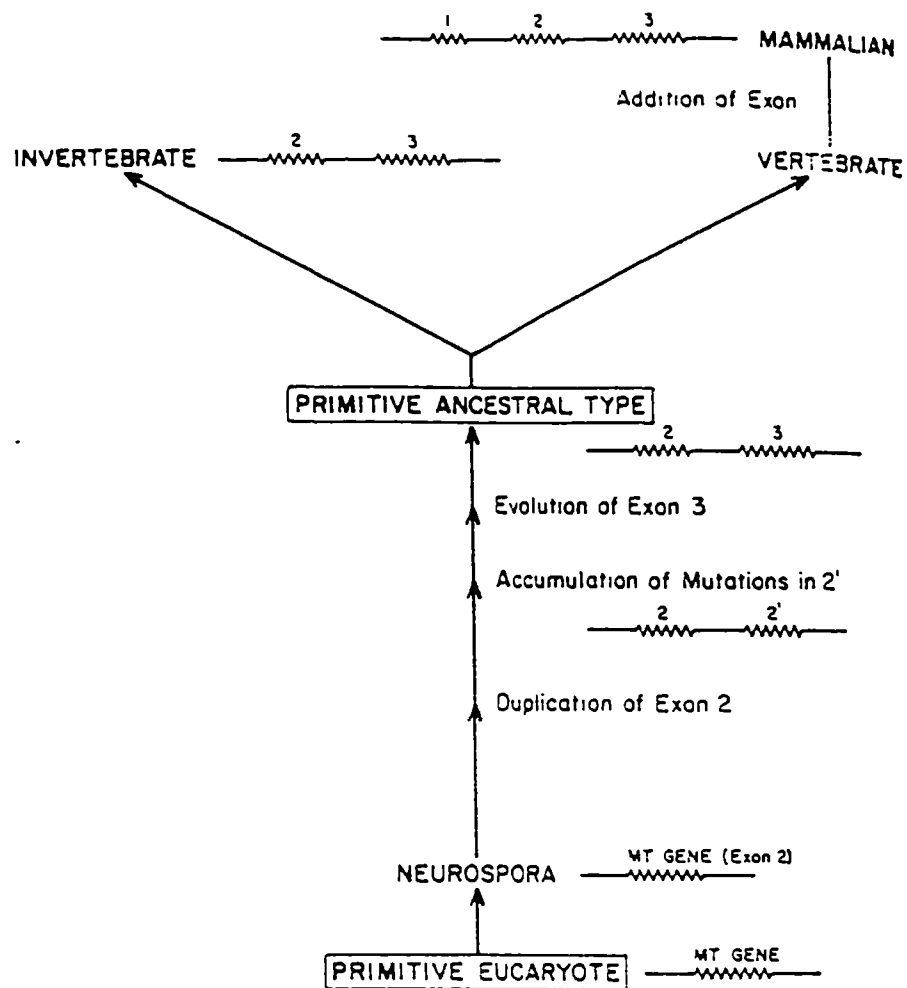 1 2 3
MAMMALIAN
Addition of Exon
2 3
INVERTEBRATE
VERTEBRATE
PRIMITIVE ANCESTRAL TYPE
2 3
Evolution of Exon 3
Accumulation of Mutations in 2'
2 2'
Duplication of Exon 2
MT GENE (Exon 2)
NEUROSPORA
MT GENE
PRIMITIVE EUCARYOTE